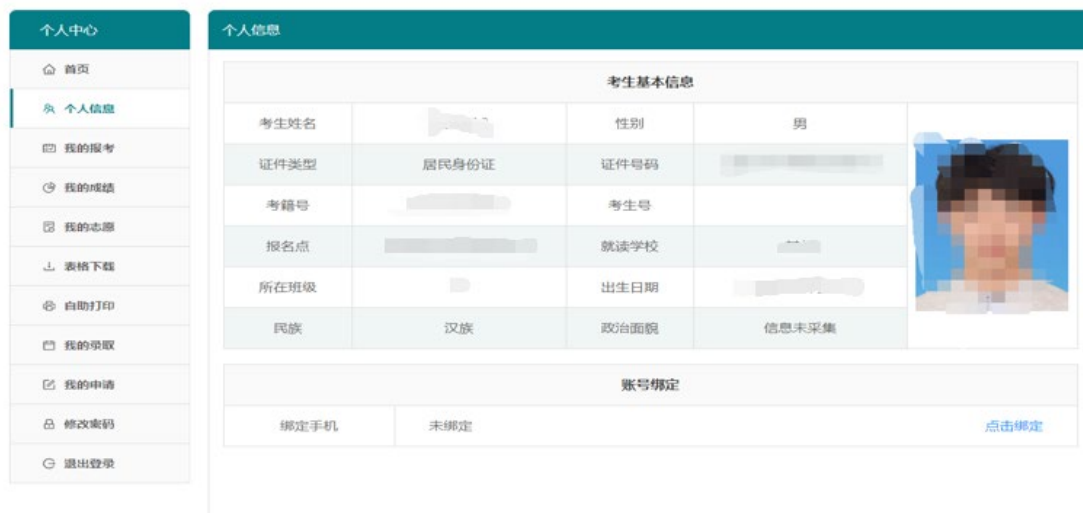 个人中心
首页
个人信息
我的报考
我的成绩
我的志愿
表格下载
自助打印
我的录取
我的申请
修改密码
退出登录
个人信息
考生基本信息
考生姓名 性别 男
证件类型 居民身份证 证件号码
考籍号 考生号
报名点 就读学校
所在班级 出生日期
民族 汉族 政治面貌 信息未采集
账号绑定
绑定手机 未绑定 点击绑定